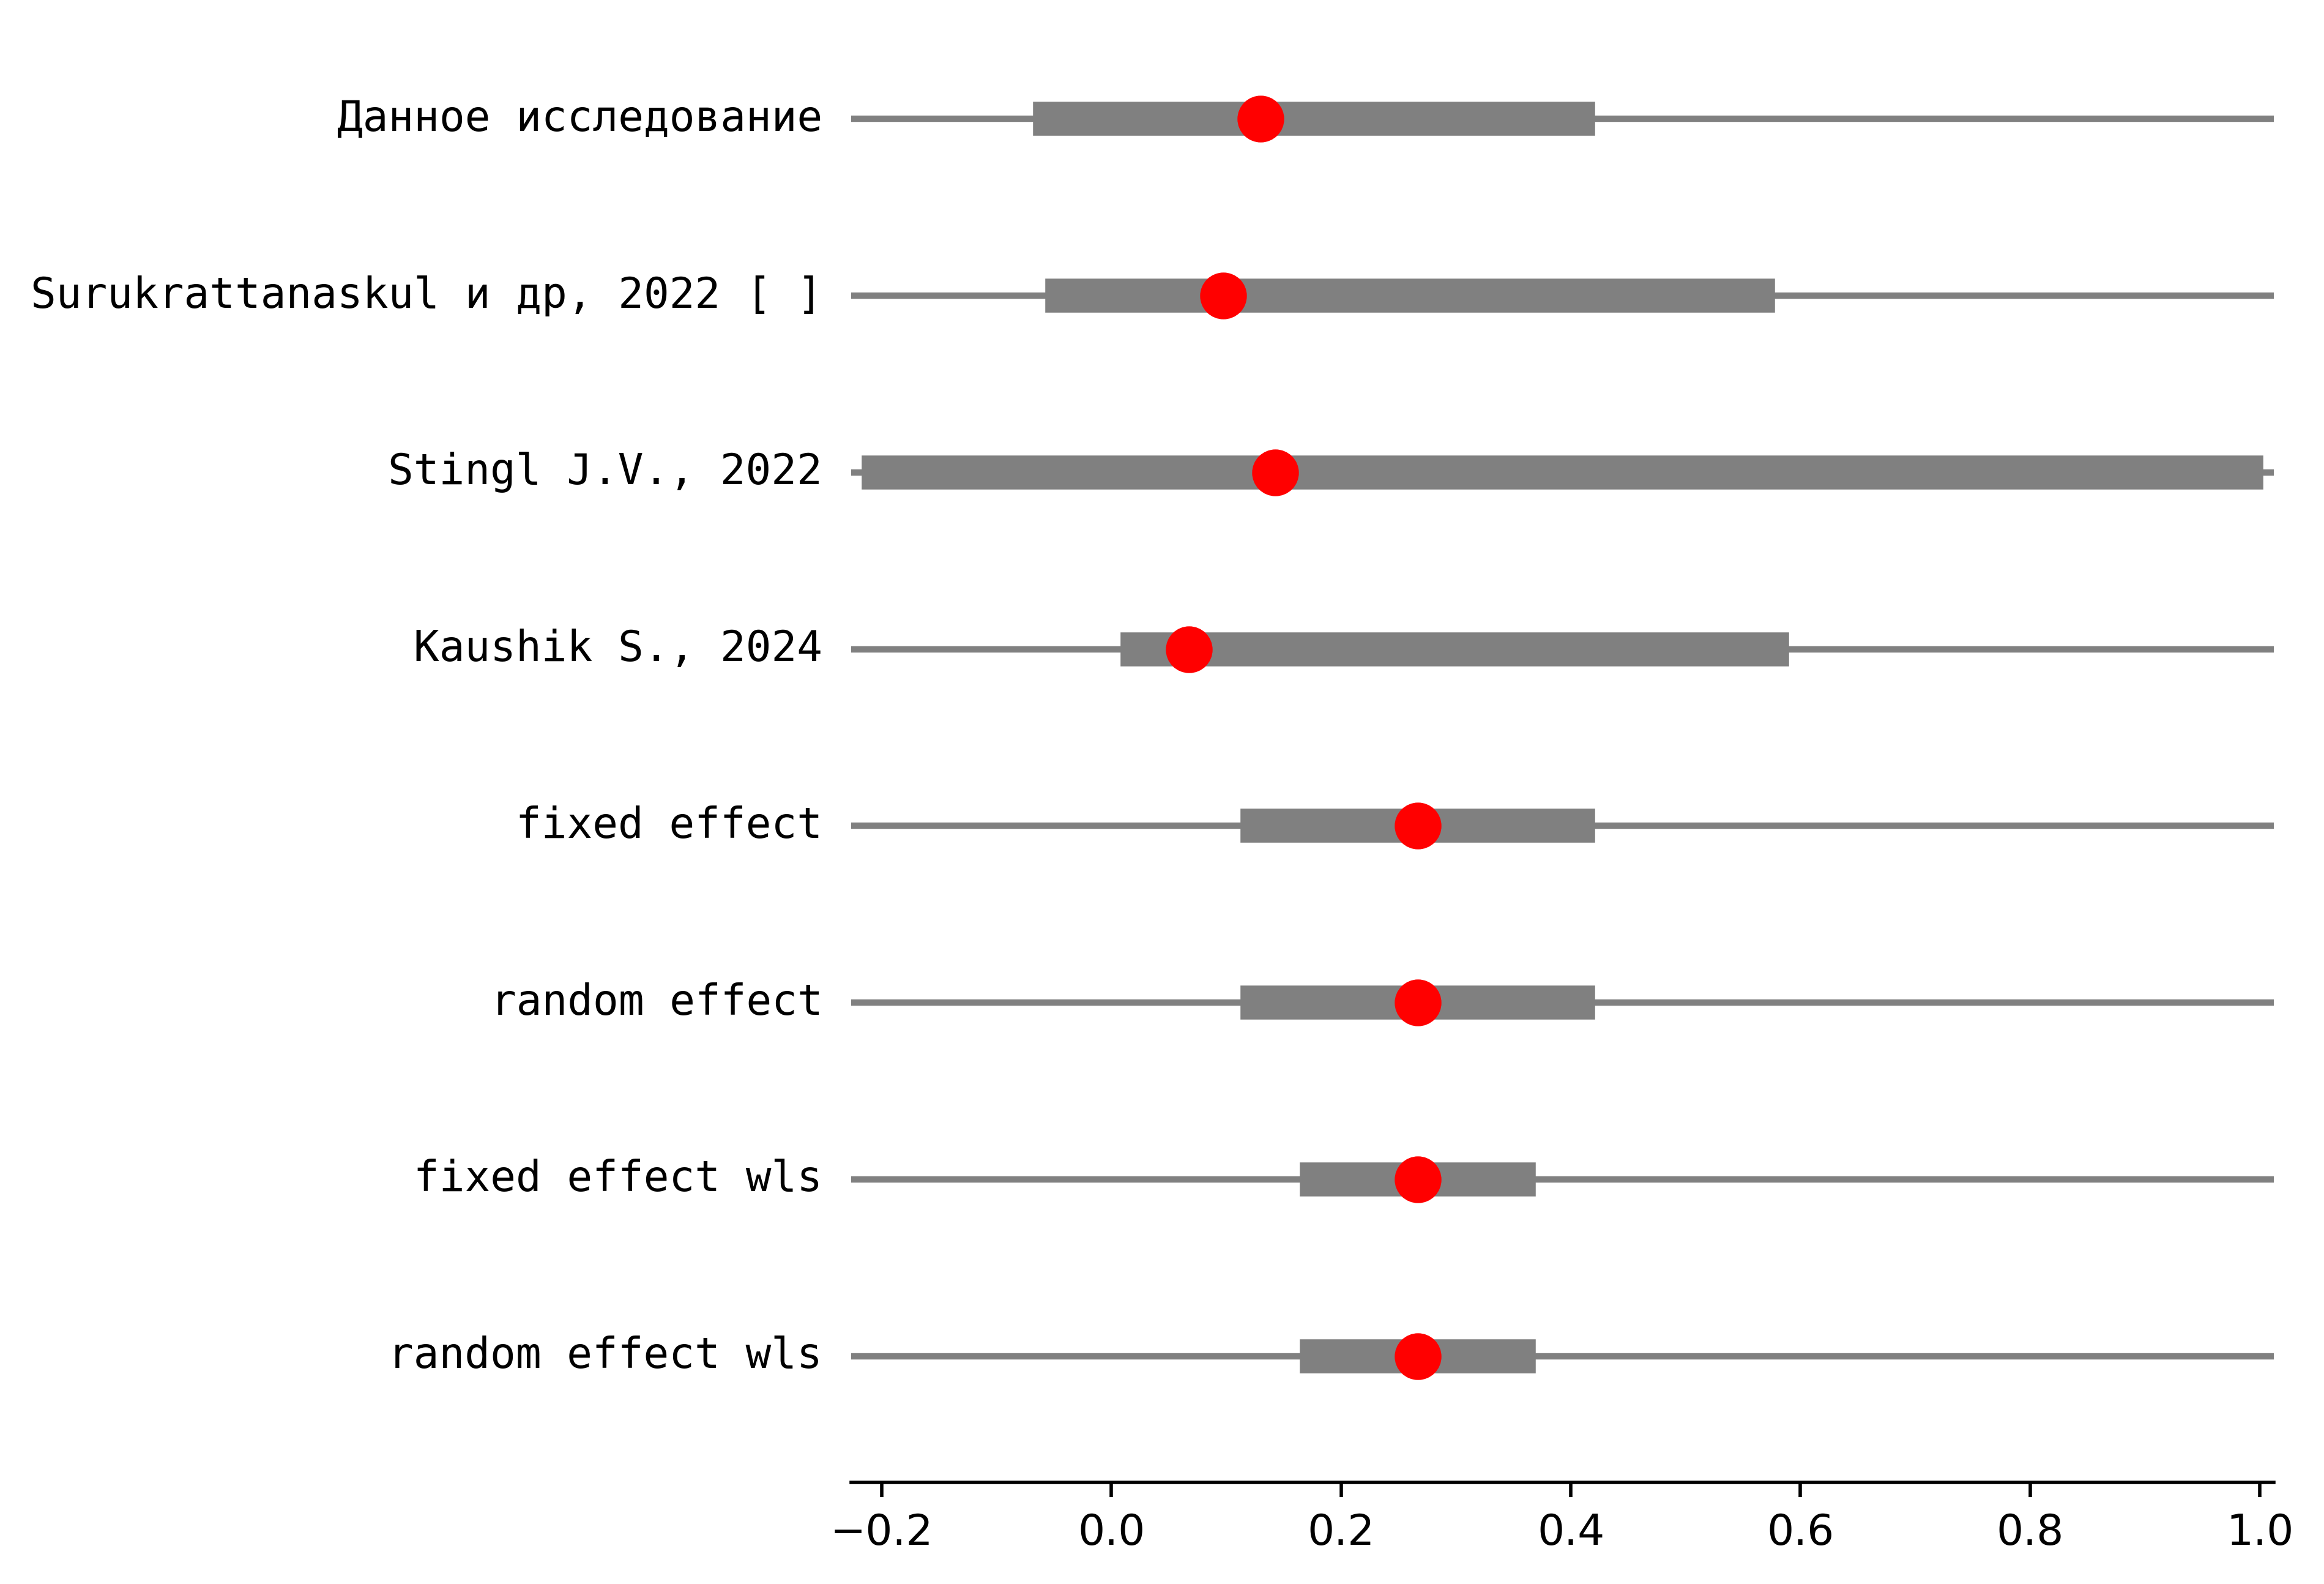 Данное исследование
Surukrattanaskul и др, 2022 [ ]
Stingl J.V., 2022
Kaushik S., 2024
fixed effect
random effect
fixed effect wls
random effect wls
−0.2 0.0 0.2 0.4 0.6 0.8 1.0